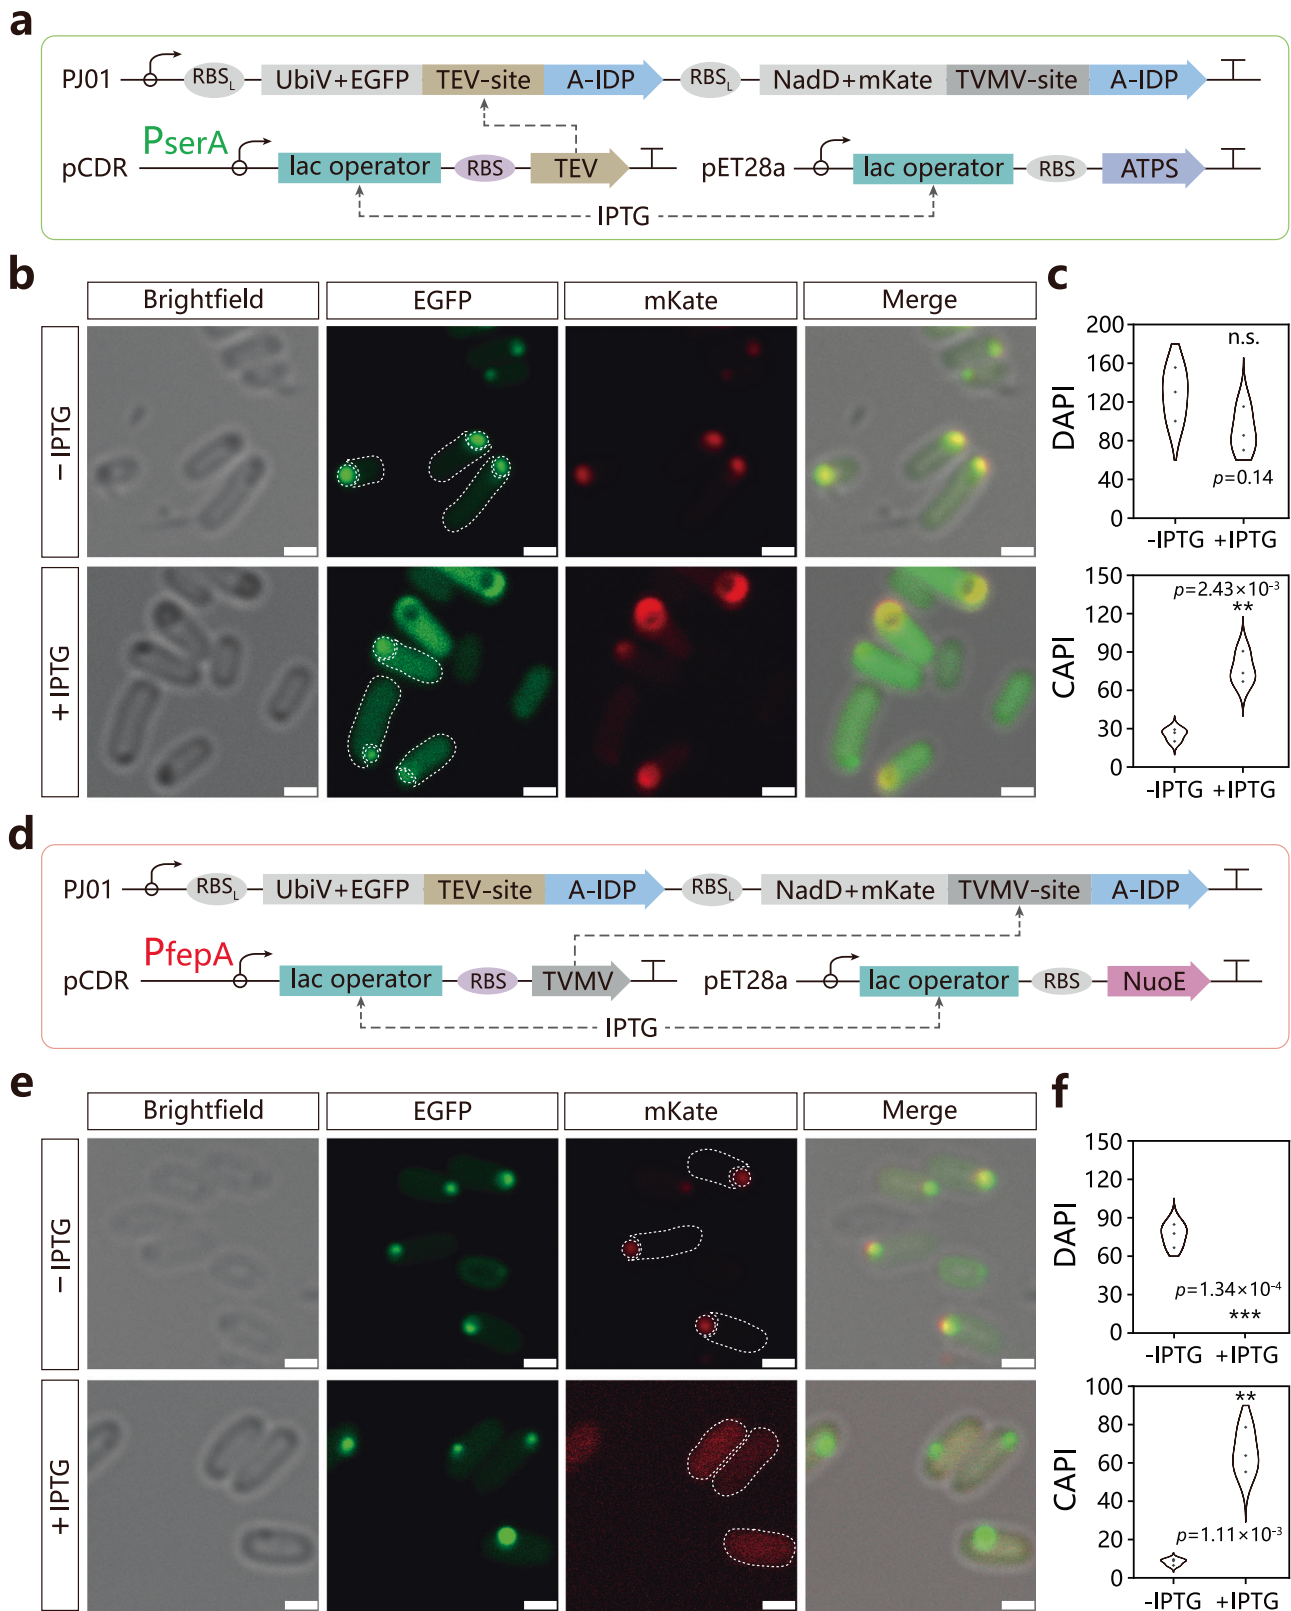 a
PJ01 RBSL UbiV+EGFP TEV-site A-IDP RBSL NadD+mKate TVMV-site A-IDP
PserA
pCDR lac operator RBS TEV pET28a lac operator RBS ATPS
IPTG
b
Brightfield EGFP mKate Merge
− IPTG
+ IPTG
c
200
160
120
80
40
0
DAPI
n.s.
p=0.14
-IPTG +IPTG
150
120
90
60
30
0
CAPI
p=2.43×10⁻³
**
-IPTG +IPTG
d
PJ01 RBSL UbiV+EGFP TEV-site A-IDP RBSL NadD+mKate TVMV-site A-IDP
PfepA
pCDR lac operator RBS TVMV pET28a lac operator RBS NuoE
IPTG
e
Brightfield EGFP mKate Merge
− IPTG
+ IPTG
f
150
120
90
60
30
0
DAPI
p=1.34×10⁻⁴
***
-IPTG +IPTG
100
80
60
40
20
0
CAPI
**
p=1.11×10⁻³
-IPTG +IPTG